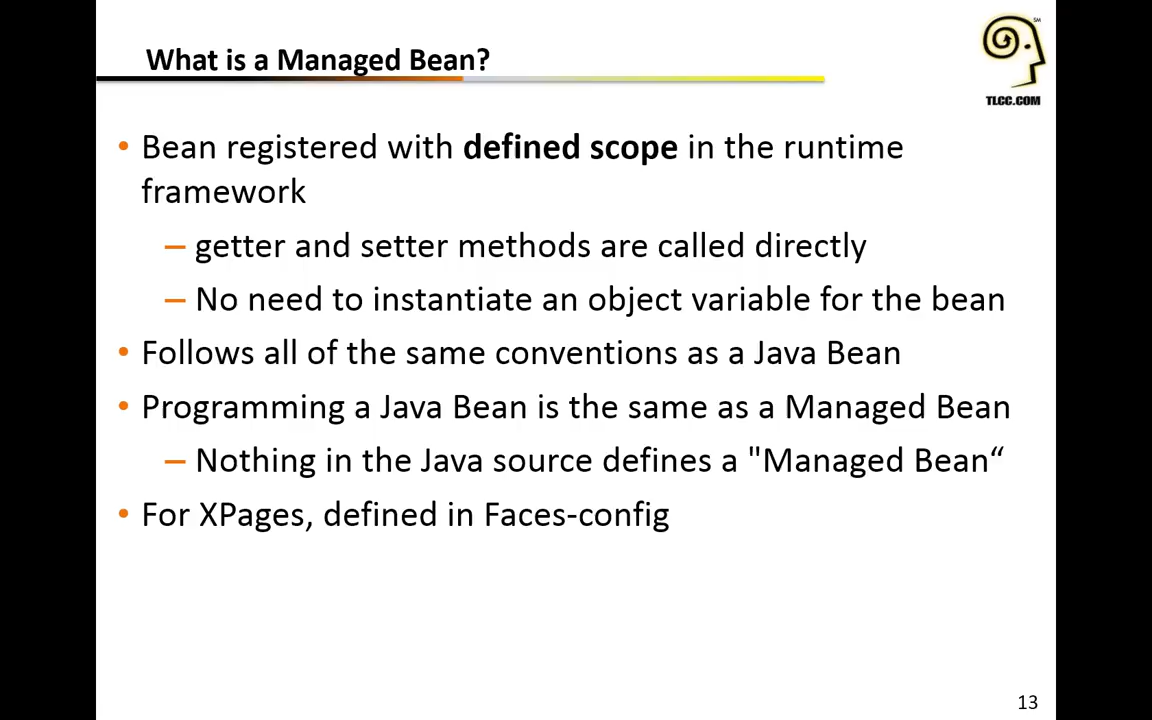 What is a Managed Bean?
SM
TLCC.COM
• Bean registered with defined scope in the runtime
framework
– getter and setter methods are called directly
– No need to instantiate an object variable for the bean
• Follows all of the same conventions as a Java Bean
• Programming a Java Bean is the same as a Managed Bean
– Nothing in the Java source defines a "Managed Bean“
• For XPages, defined in Faces-config
13